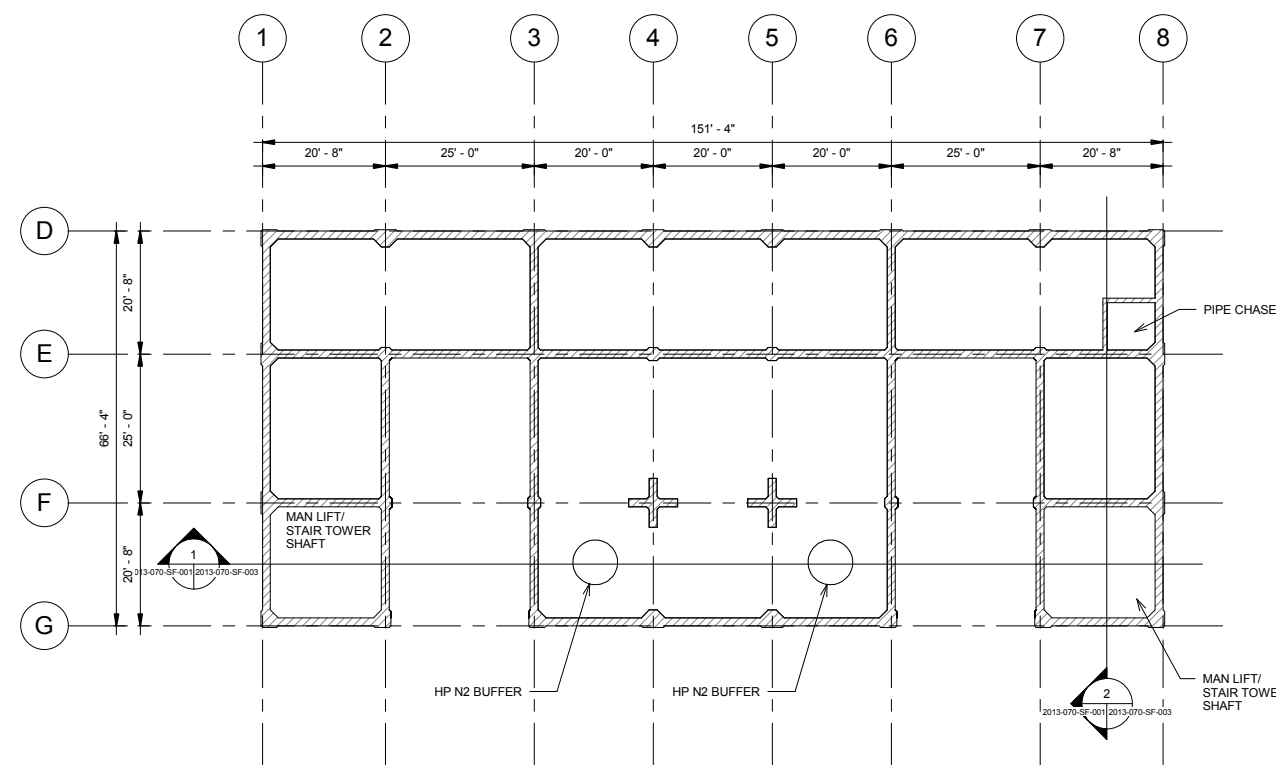 1 2 3 4 5 6 7 8
151' - 4"
20' - 8" 25' - 0" 20' - 0" 20' - 0" 20' - 0" 25' - 0" 20' - 8"
D
20' - 8"
PIPE CHASE
E
66' - 4"
25' - 0"
F
MAN LIFT/
STAIR TOWER
SHAFT
20' - 8"
1
013-070-SF-001 2013-070-SF-003
G
HP N2 BUFFER
HP N2 BUFFER
MAN LIFT/
STAIR TOWE
SHAFT
2
2013-070-SF-001 2013-070-SF-003